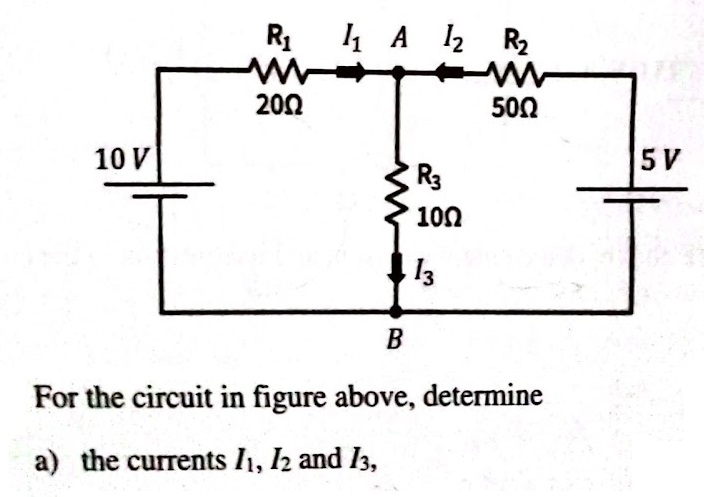 R₁ I₁ A I₂ R₂
20Ω 50Ω
10 V 5 V
R₃
10Ω
I₃
B
For the circuit in figure above, determine
a) the currents I₁, I₂ and I₃,